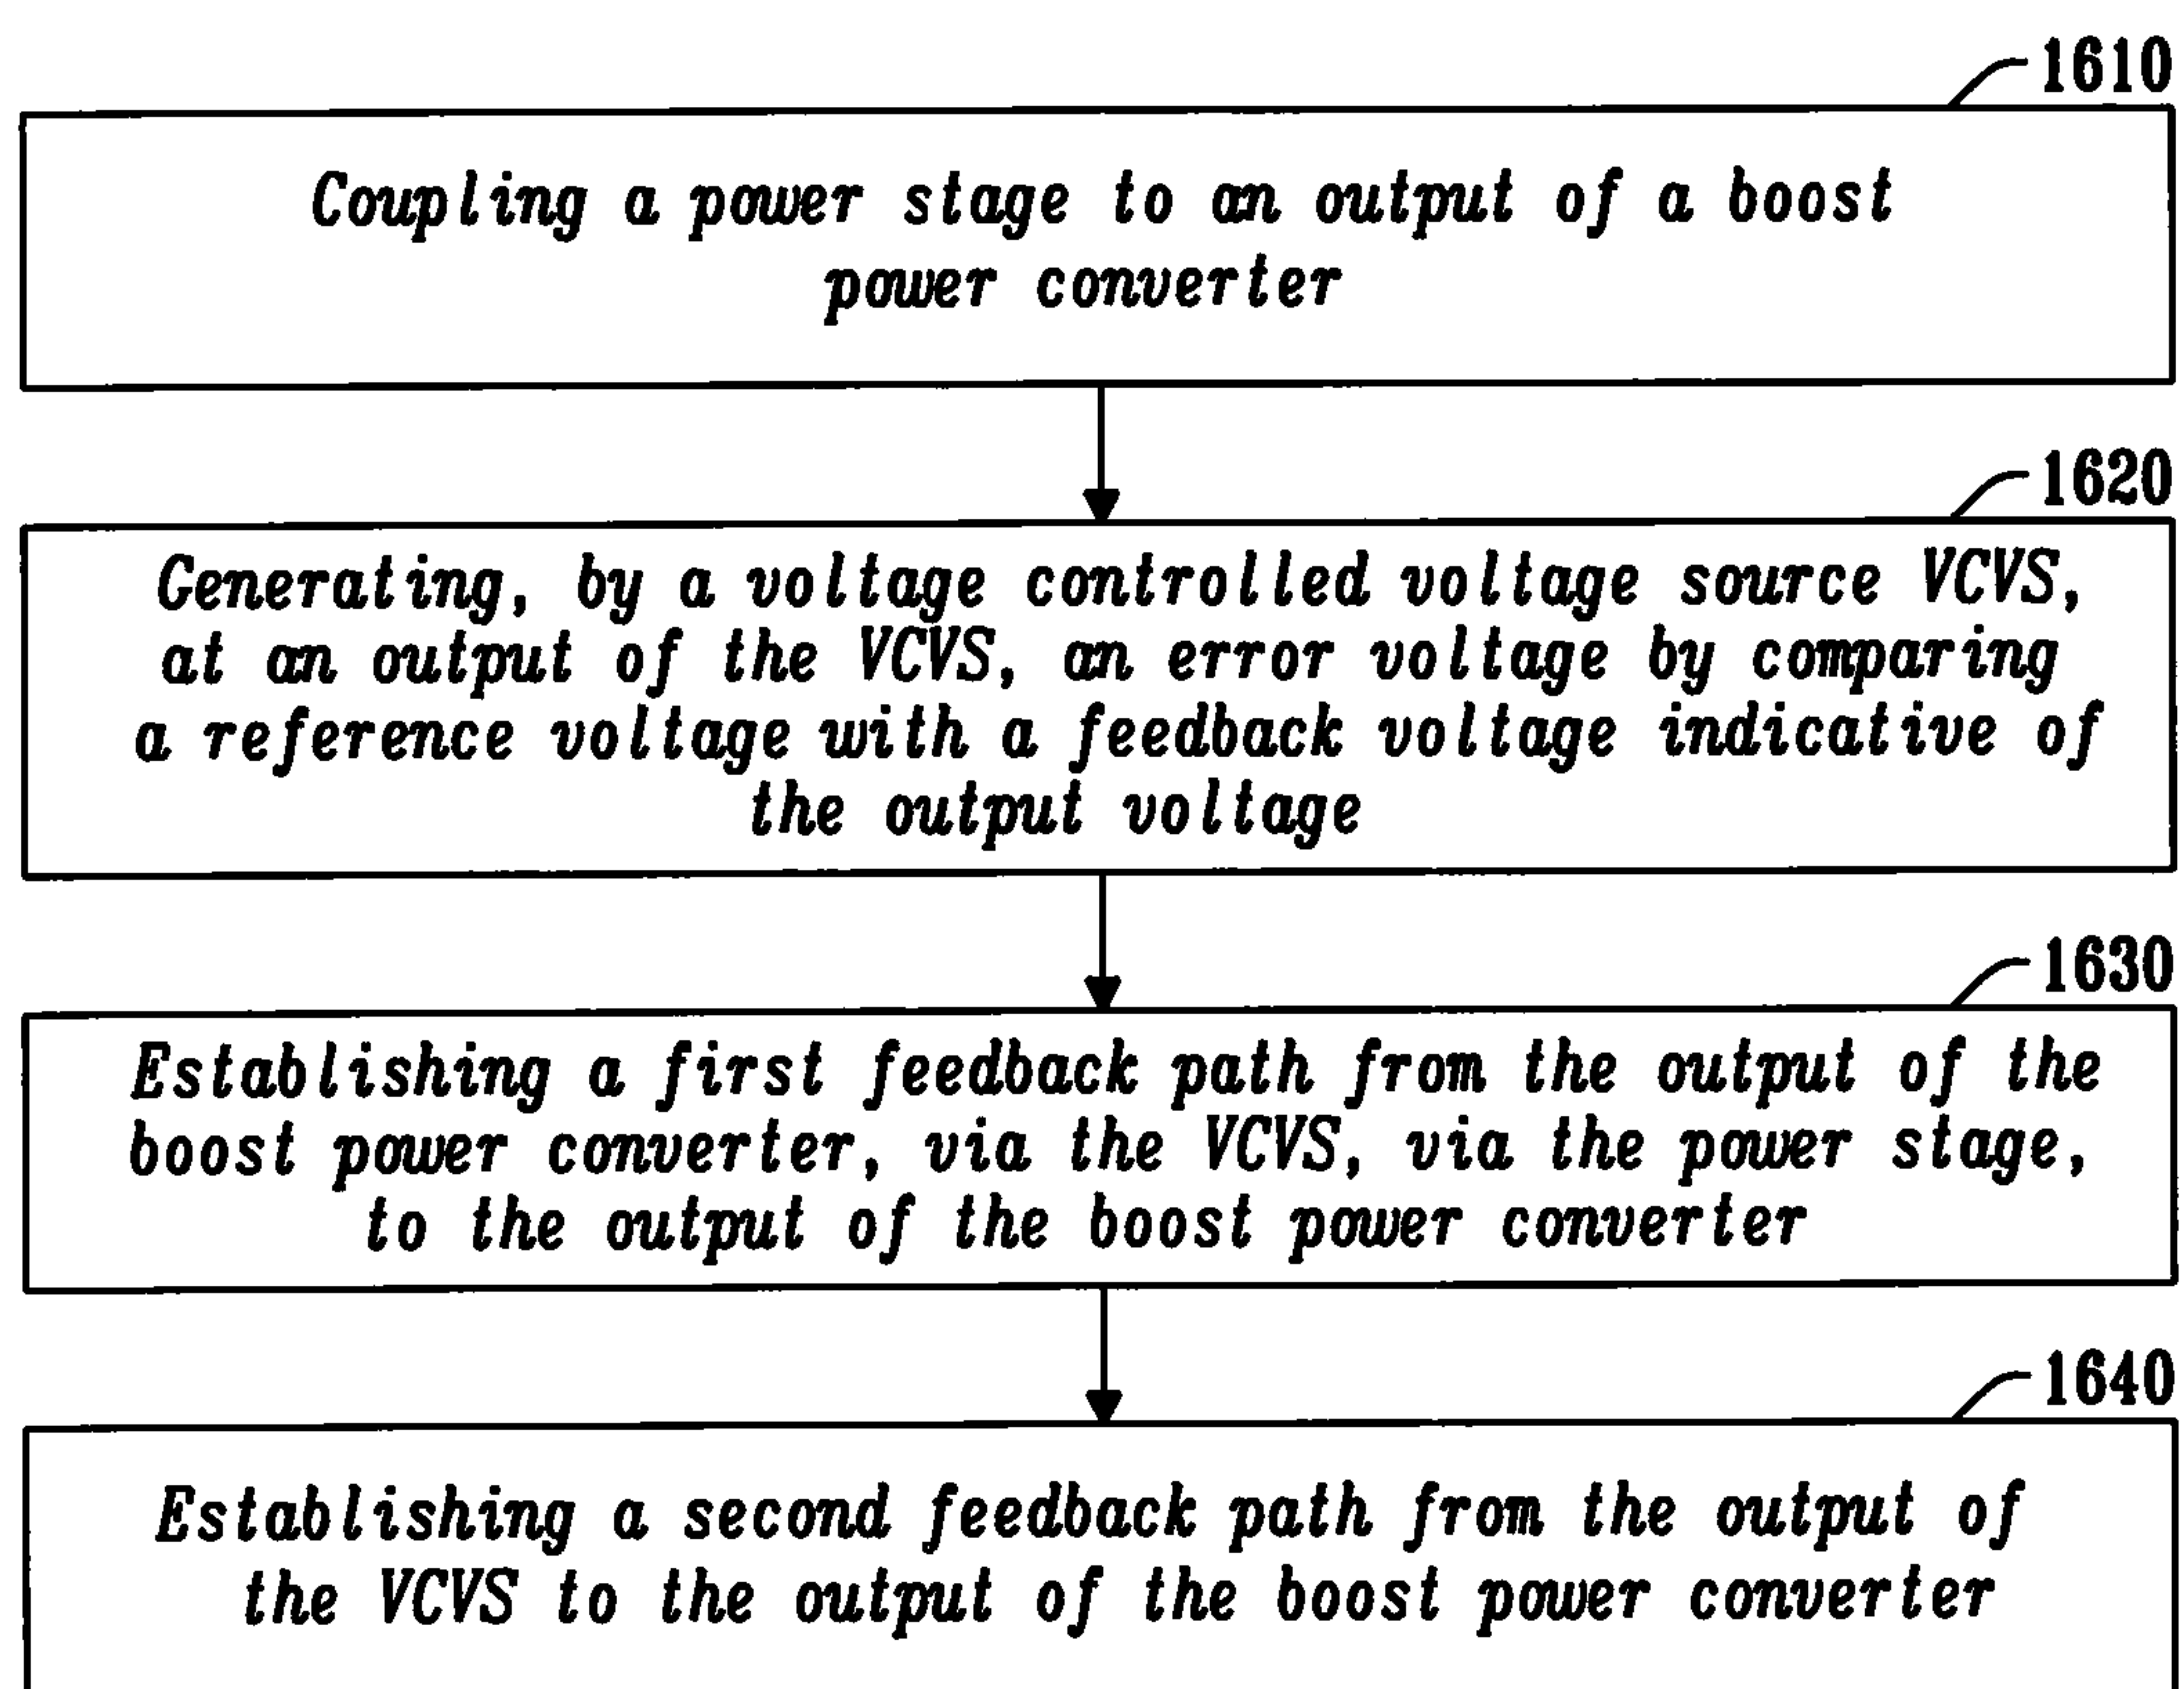 1610
Coupling a power stage to an output of a boost
power converter
1620
Generating, by a voltage controlled voltage source VCVS,
at an output of the VCVS, an error voltage by comparing
a reference voltage with a feedback voltage indicative of
the output voltage
1630
Establishing a first feedback path from the output of the
boost power converter, via the VCVS, via the power stage,
to the output of the boost power converter
1640
Establishing a second feedback path from the output of
the VCVS to the output of the boost power converter